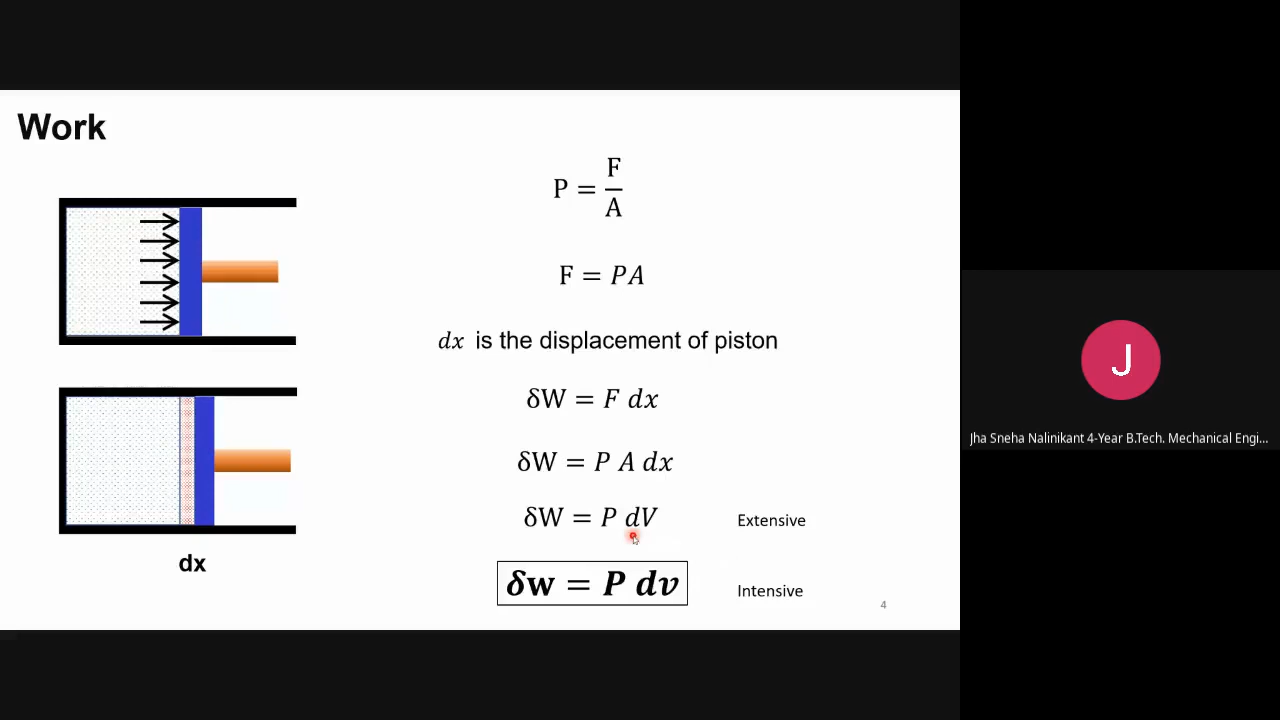 Work
P = F/A
F = PA
dx is the displacement of piston
δW = F dx
δW = P A dx
δW = P dV
Extensive
δw = P dv
Intensive
dx
4
J
Jha Sneha Nalinikant 4-Year B.Tech. Mechanical Engi...